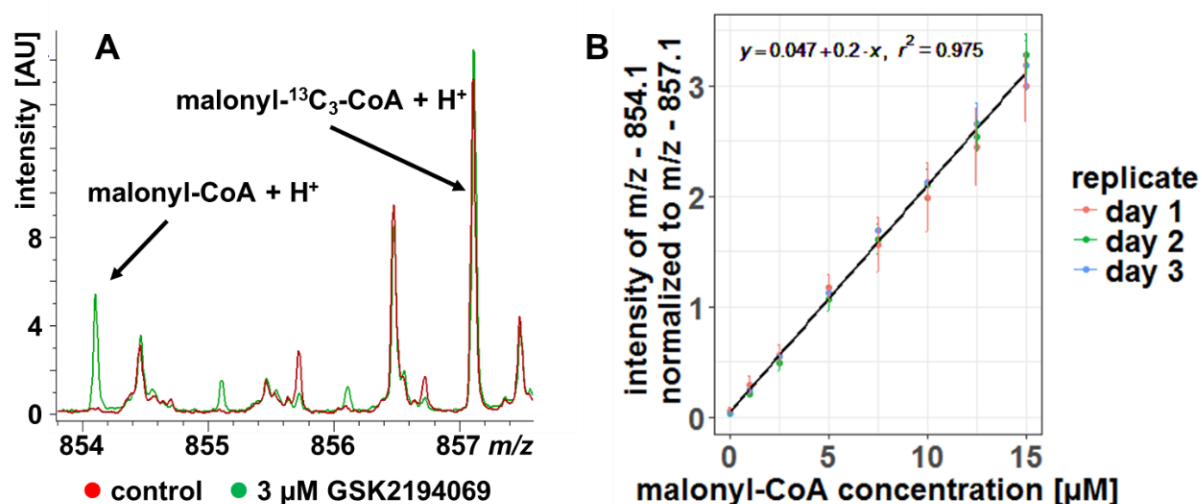 A
intensity [AU]
malonyl-¹³C₃-CoA + H⁺
malonyl-CoA + H⁺
8
4
0
854
855
856
857
m/z
control
3 µM GSK2194069
B
y = 0.047 + 0.2 · x, r² = 0.975
intensity of m/z - 854.1
normalized to m/z - 857.1
3
2
1
0
0
5
10
15
malonyl-CoA concentration [µM]
replicate
day 1
day 2
day 3